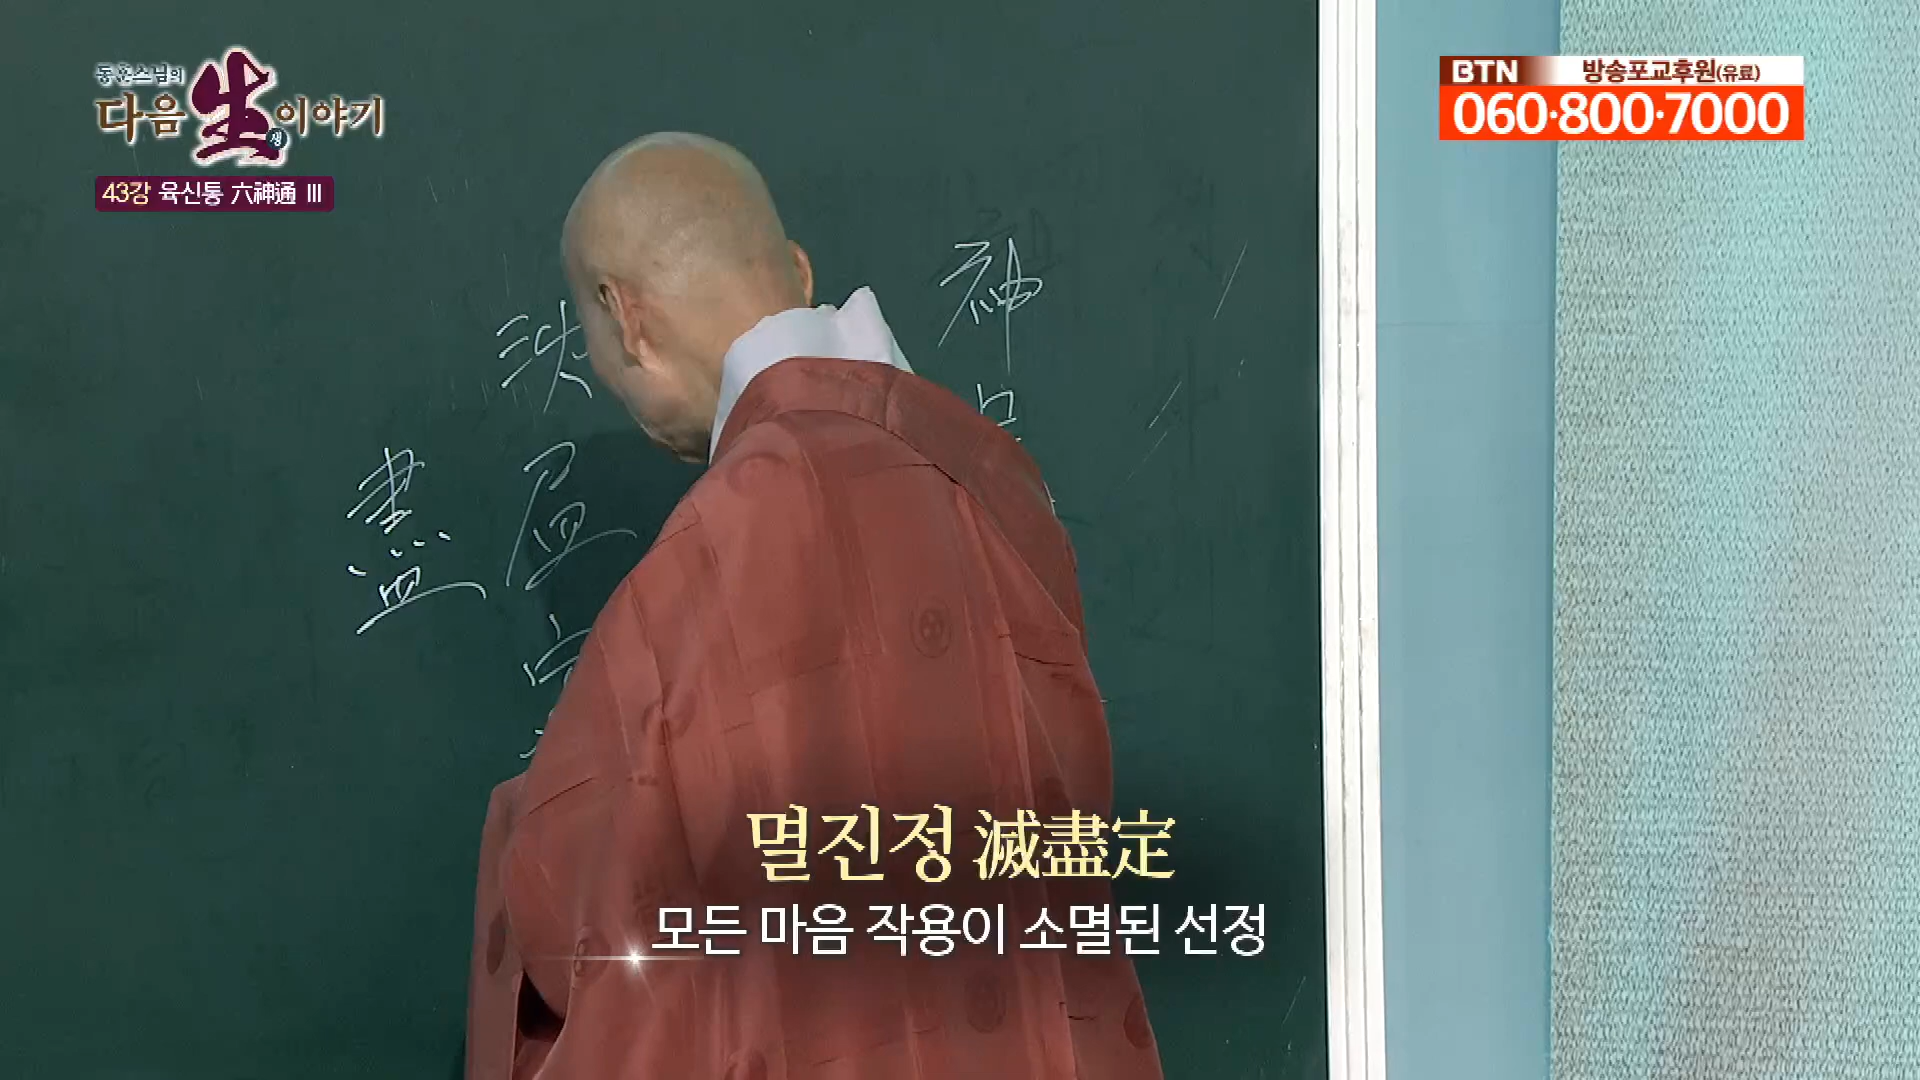 동훈스님의
다음 生 이야기
생
43강 육신통 六神通 Ⅲ
BTN 방송포교후원(유료)
060·800·7000
神
盡
멸진정 滅盡定
모든 마음 작용이 소멸된 선정